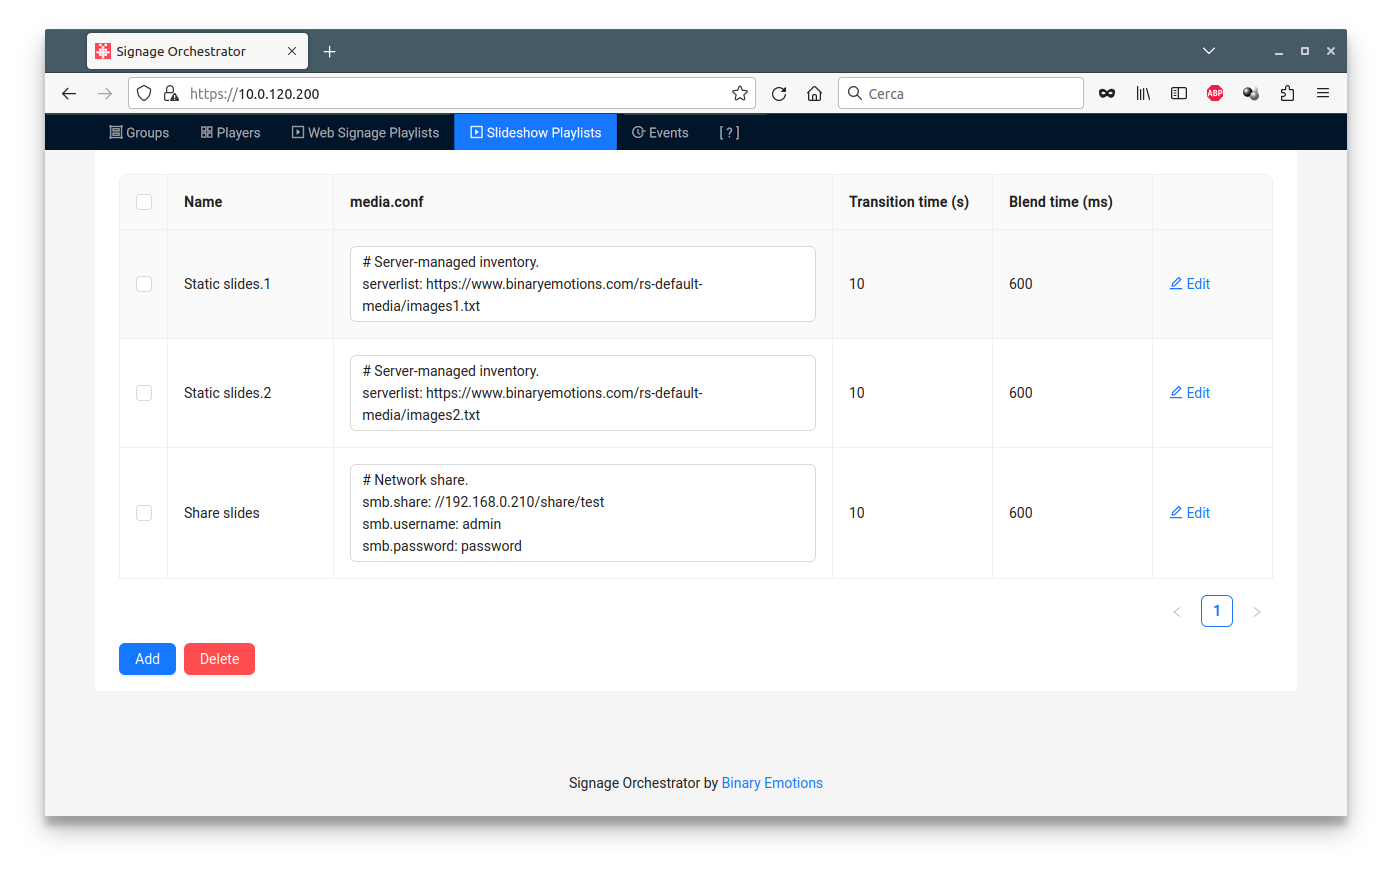 Signage Orchestrator
https://10.0.120.200
Cerca
ABP
Groups
Players
Web Signage Playlists
Slideshow Playlists
Events
[ ? ]
Name
media.conf
Transition time (s)
Blend time (ms)
Static slides.1
# Server-managed inventory.
serverlist: https://www.binaryemotions.com/rs-default-
media/images1.txt
10
600
Edit
Static slides.2
# Server-managed inventory.
serverlist: https://www.binaryemotions.com/rs-default-
media/images2.txt
10
600
Edit
Share slides
# Network share.
smb.share: //192.168.0.210/share/test
smb.username: admin
smb.password: password
10
600
Edit
1
Add
Delete
Signage Orchestrator by Binary Emotions